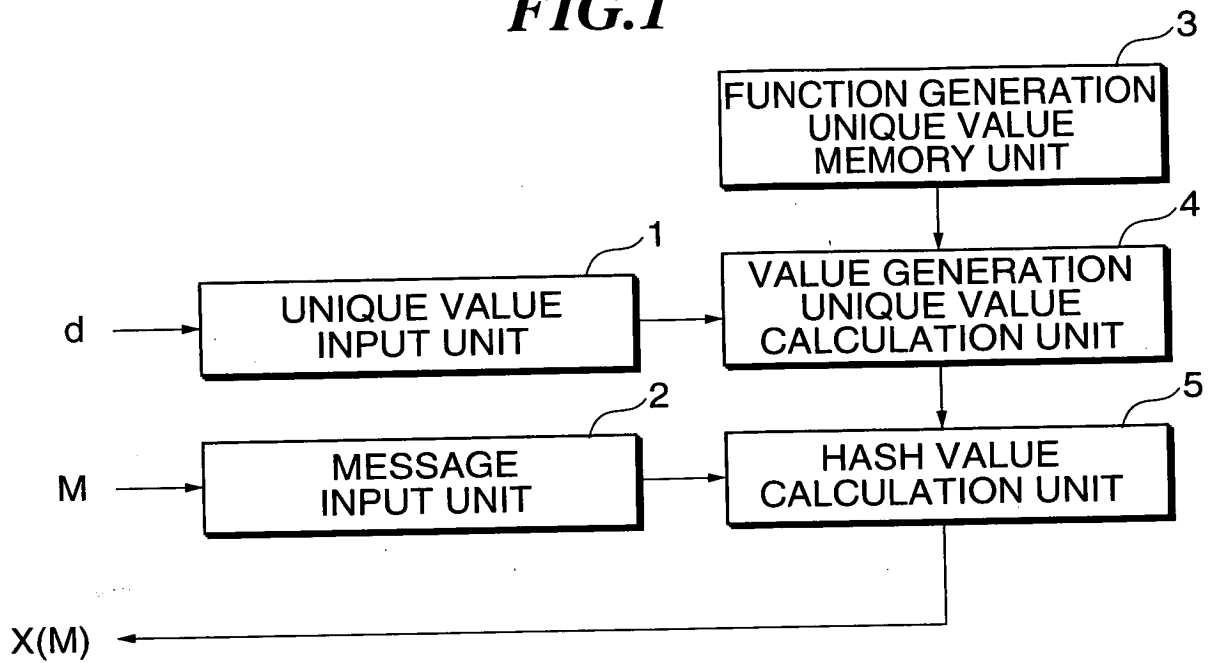 FIG.1
3
FUNCTION GENERATION
UNIQUE VALUE
MEMORY UNIT
1
4
d
UNIQUE VALUE
INPUT UNIT
VALUE GENERATION
UNIQUE VALUE
CALCULATION UNIT
2
5
M
MESSAGE
INPUT UNIT
HASH VALUE
CALCULATION UNIT
X(M)